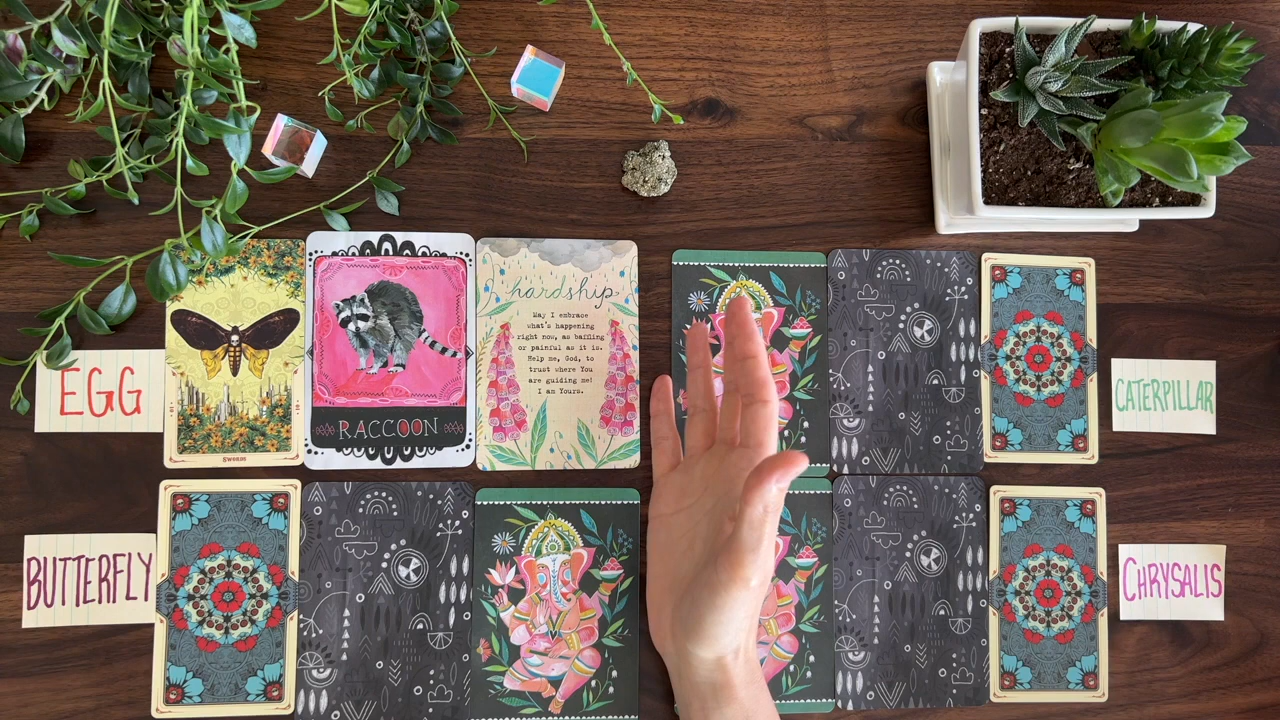 hardship
May I embrace
what's happening
right now, as baffling
or painful as it is.
Help me, God, to
trust where You
are guiding me!
I am Yours.
EGG
RACCOON
CATERPILLAR
BUTTERFLY
CHRYSALIS